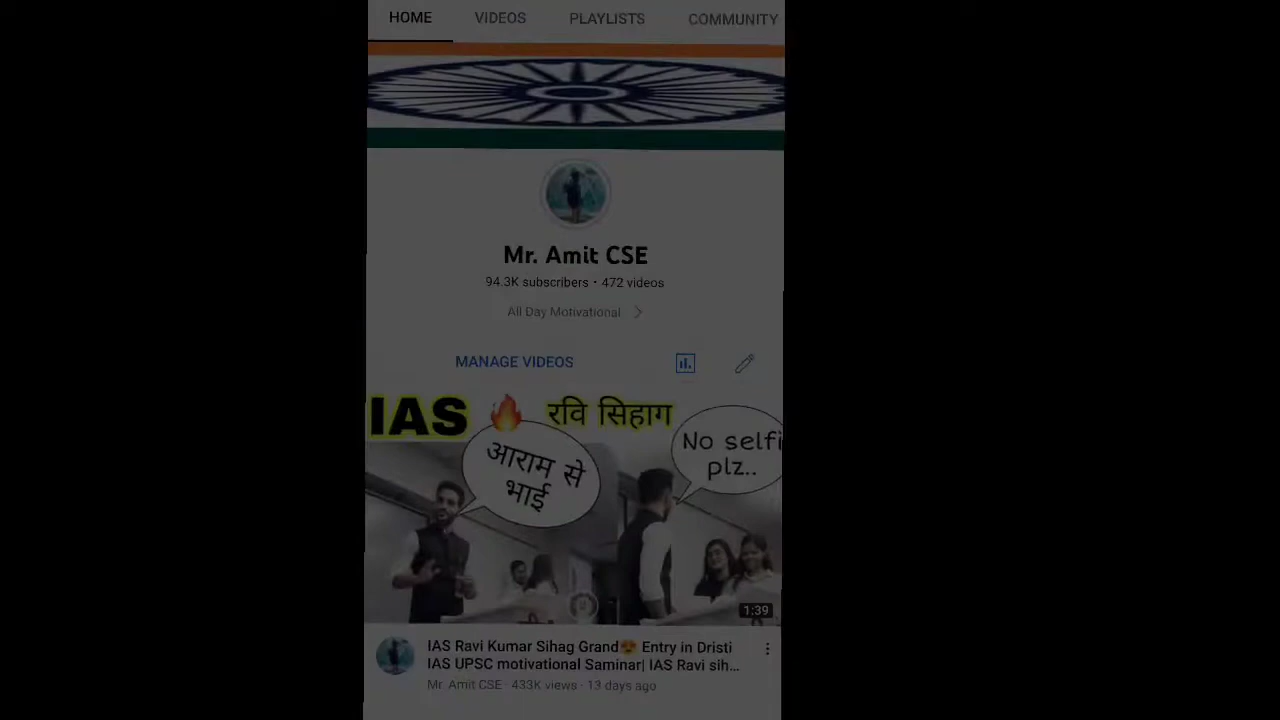 HOME VIDEOS PLAYLISTS COMMUNITY
Mr. Amit CSE
94.3K subscribers • 472 videos
All Day Motivational
MANAGE VIDEOS
IAS 🔥 रवि सिहाग
आराम से
भाई
No selfi
plz..
1:39
IAS Ravi Kumar Sihag Grand😍 Entry in Dristi
IAS UPSC motivational Saminar| IAS Ravi sih...
Mr. Amit CSE · 433K views · 13 days ago